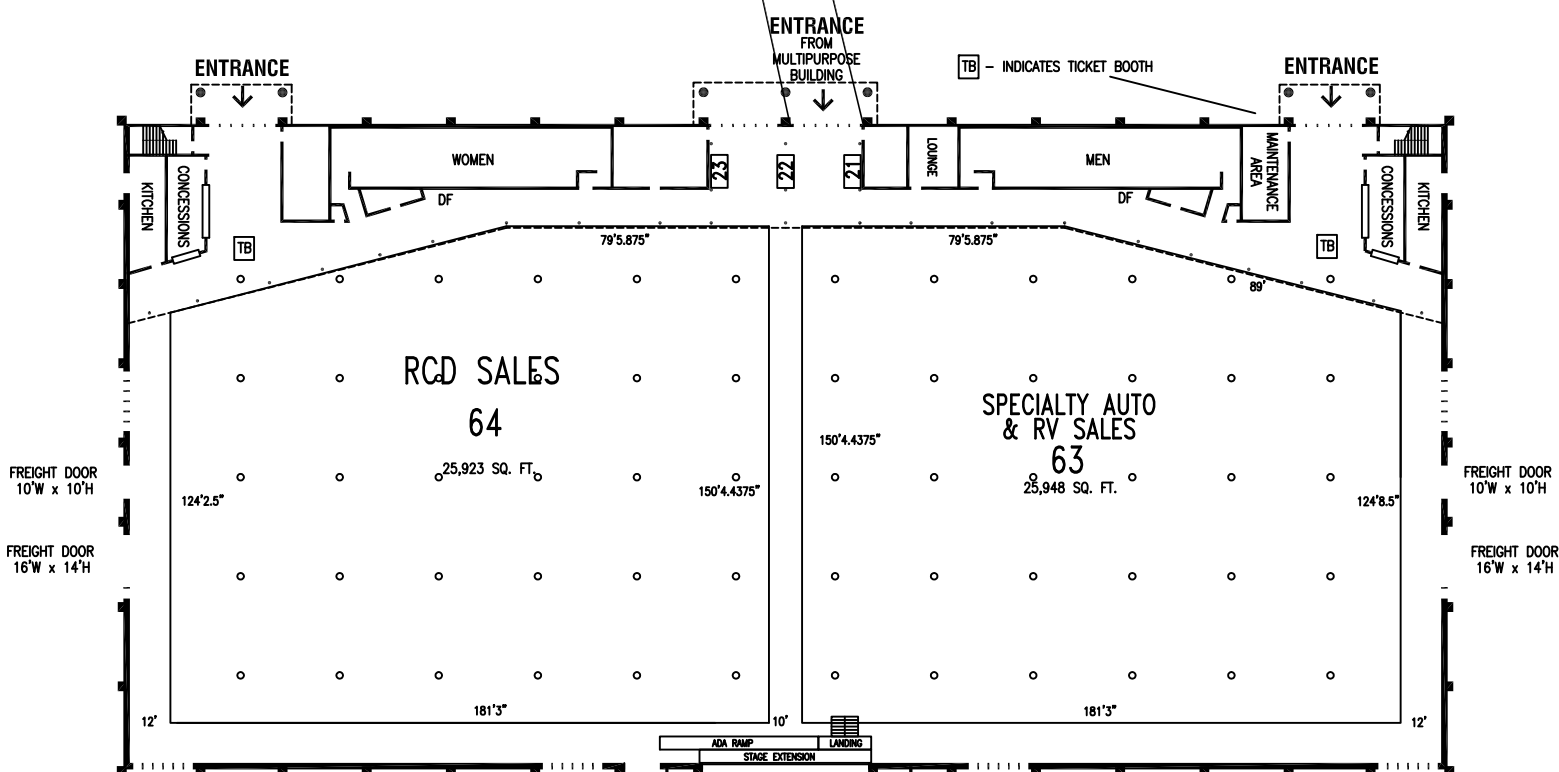 ENTRANCE
FROM
MULTIPURPOSE
BUILDING
ENTRANCE
TB - INDICATES TICKET BOOTH
ENTRANCE
WOMEN
23
22
21
LOUNGE
MEN
MAINTENANCE
AREA
KITCHEN
CONCESSIONS
DF
DF
CONCESSIONS
KITCHEN
TB
TB
79'5.875"
79'5.875"
89'
RCD SALES
64
25,923 SQ. FT.
SPECIALTY AUTO
& RV SALES
63
25,948 SQ. FT.
150'4.4375"
150'4.4375"
124'2.5"
124'8.5"
FREIGHT DOOR
10'W x 10'H
FREIGHT DOOR
16'W x 14'H
FREIGHT DOOR
10'W x 10'H
FREIGHT DOOR
16'W x 14'H
12'
181'3"
10'
181'3"
12'
ADA RAMP
LANDING
STAGE EXTENSION